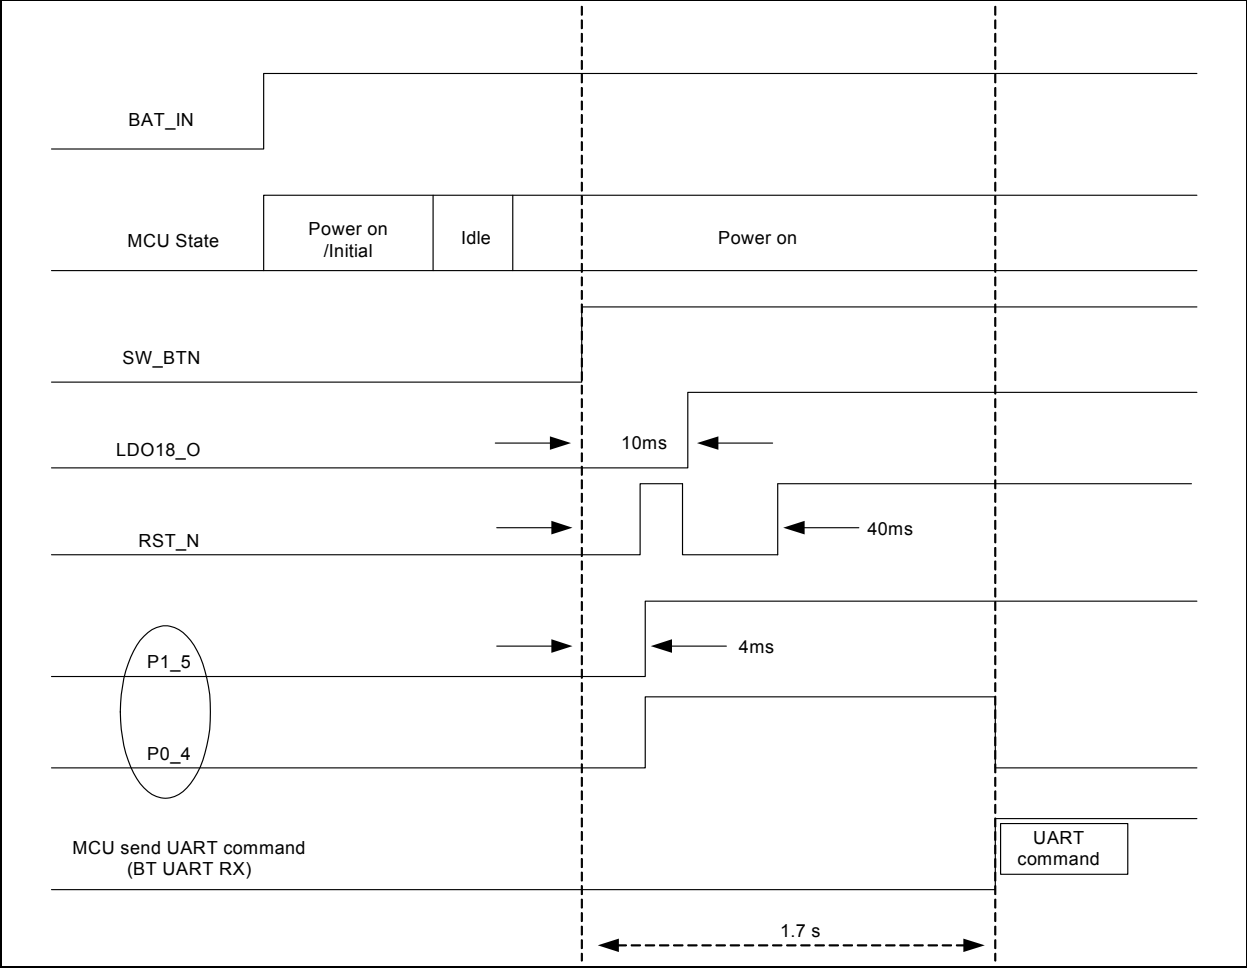 BAT_IN
MCU State
Power on
/Initial
Idle
Power on
SW_BTN
LDO18_O
10ms
RST_N
40ms
P1_5
4ms
P0_4
MCU send UART command
(BT UART RX)
UART
command
1.7 s